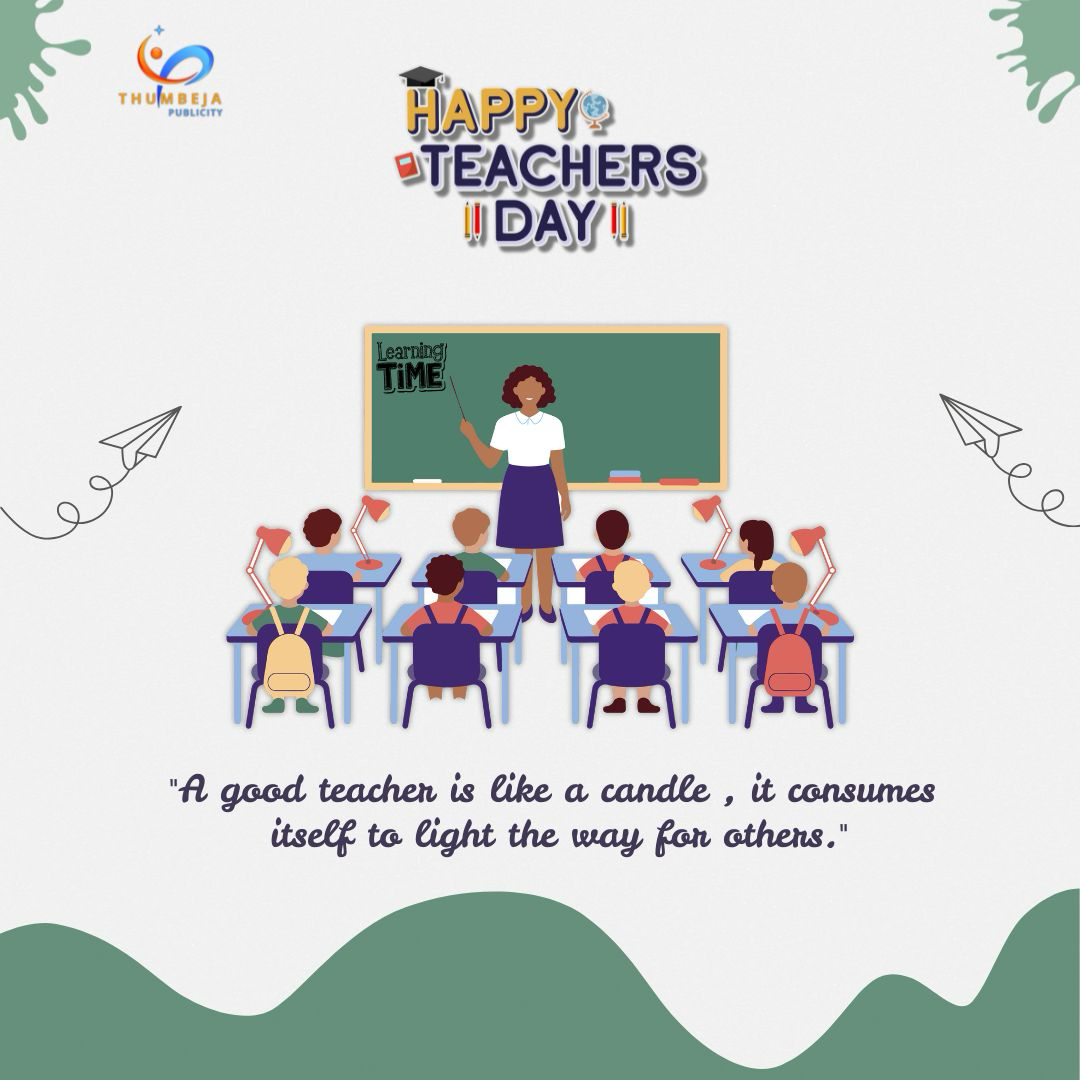 THUMBEJA
PUBLICITY
HAPPY
TEACHERS
DAY
Learning
TiME
"A good teacher is like a candle , it consumes
itself to light the way for others."